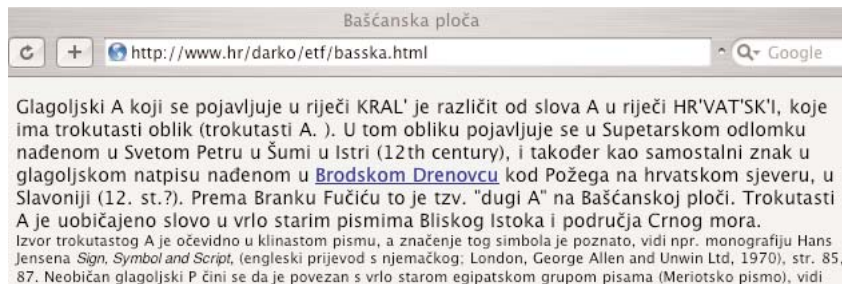 Bašćanska ploča
http://www.hr/darko/etf/basska.html
Google
Glagoljski A koji se pojavljuje u riječi KRAL' je različit od slova A u riječi HR'VAT'SK'I, koje
ima trokutasti oblik (trokutasti A. ). U tom obliku pojavljuje se u Supetarskom odlomku
nađenom u Svetom Petru u Šumi u Istri (12th century), i također kao samostalni znak u
glagoljskom natpisu nađenom u Brodskom Drenovcu kod Požega na hrvatskom sjeveru, u
Slavoniji (12. st.?). Prema Branku Fučiću to je tzv. "dugi A" na Bašćanskoj ploči. Trokutasti
A je uobičajeno slovo u vrlo starim pismima Bliskog Istoka i područja Crnog mora.
Izvor trokutastog A je očevidno u klinastom pismu, a značenje tog simbola je poznato, vidi npr. monografiju Hans
Jensena Sign, Symbol and Script, (engleski prijevod s njemačkog; London, George Allen and Unwin Ltd, 1970), str. 85,
87. Neobičan glagoljski P čini se da je povezan s vrlo starom egipatskom grupom pisama (Meriotsko pismo), vidi